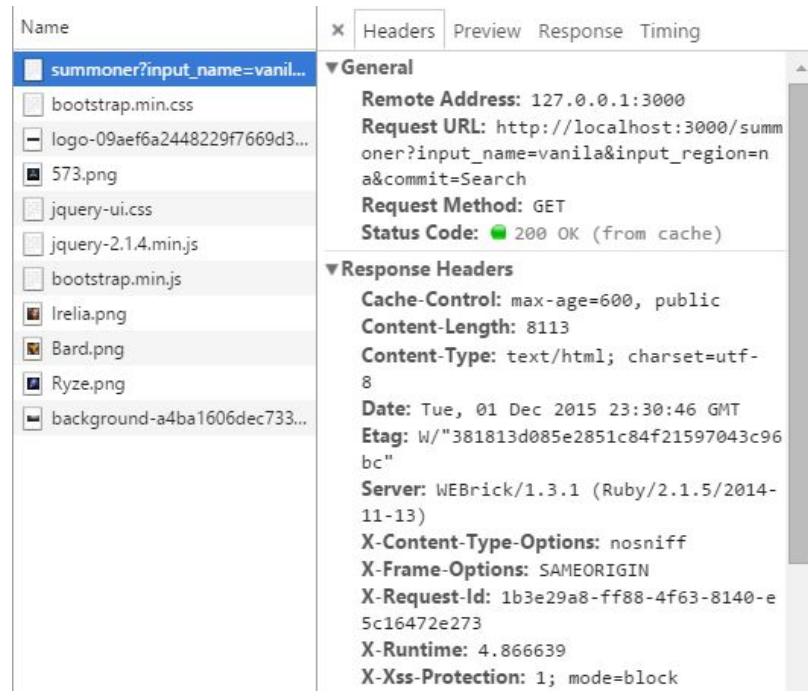 Name
summoner?input_name=vanil...
bootstrap.min.css
logo-09aef6a2448229f7669d3...
573.png
jquery-ui.css
jquery-2.1.4.min.js
bootstrap.min.js
Irelia.png
Bard.png
Ryze.png
background-a4ba1606dec733...
× Headers Preview Response Timing
▼General
Remote Address: 127.0.0.1:3000
Request URL: http://localhost:3000/summ
oner?input_name=vanila&input_region=n
a&commit=Search
Request Method: GET
Status Code: 200 OK (from cache)
▼Response Headers
Cache-Control: max-age=600, public
Content-Length: 8113
Content-Type: text/html; charset=utf-
8
Date: Tue, 01 Dec 2015 23:30:46 GMT
Etag: W/"381813d085e2851c84f21597043c96
bc"
Server: WEBrick/1.3.1 (Ruby/2.1.5/2014-
11-13)
X-Content-Type-Options: nosniff
X-Frame-Options: SAMEORIGIN
X-Request-Id: 1b3e29a8-ff88-4f63-8140-e
5c16472e273
X-Runtime: 4.866639
X-Xss-Protection: 1; mode=block